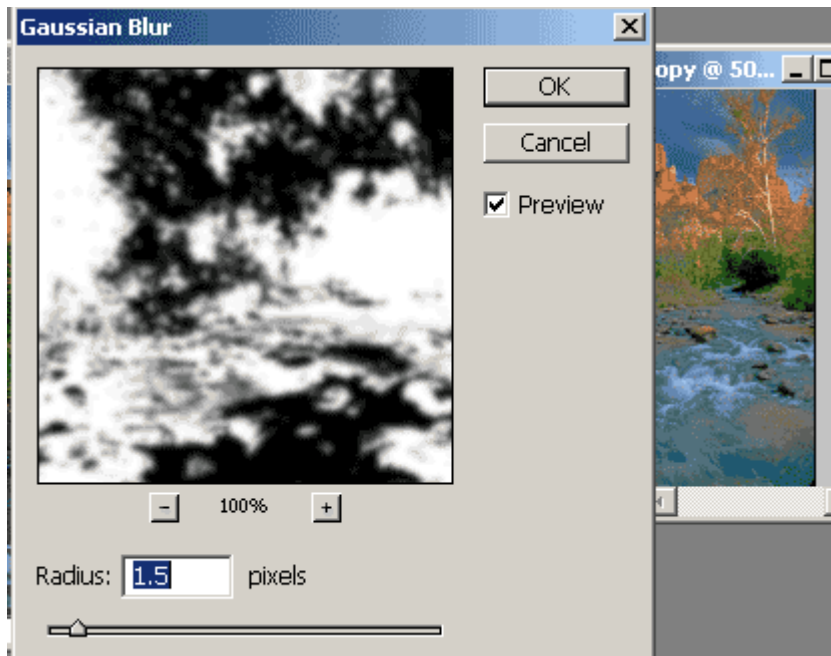 Gaussian Blur
opy @ 50...
OK
Cancel
Preview
- 100% +
Radius: 1.5 pixels